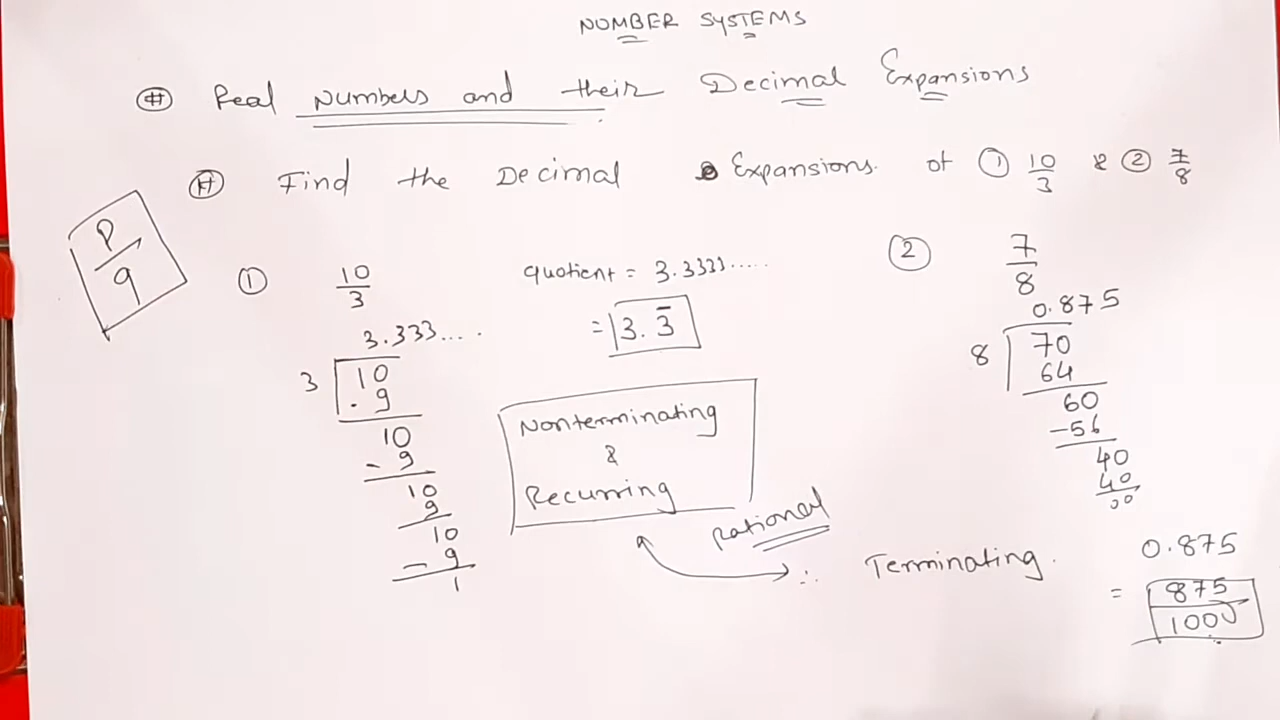 NUMBER SYSTEMS
# Real Numbers and their Decimal Expansions
# Find the Decimal Expansions. of ① 10/3 & ② 7/8
P/q
① 10/3
3.333....
3
10
9
10
- 9
10
9
10
- 9
1
quotient = 3.3333.....
= 3.3̅
Nonterminating
&
Recurring
Rational
∴ Terminating.
② 7/8
0.875
8
70
64
60
-56
40
40
00
0.875
= 875/1000